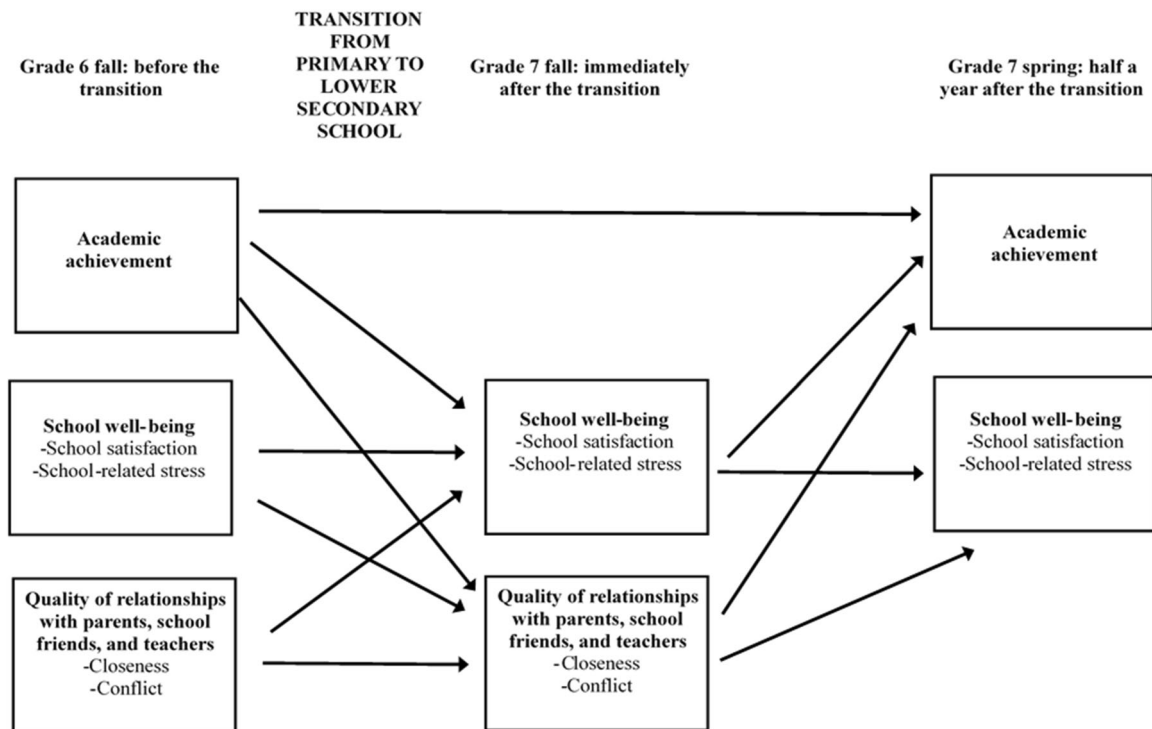 TRANSITION
FROM
PRIMARY TO
LOWER
SECONDARY
SCHOOL
Grade 6 fall: before the
transition
Grade 7 fall: immediately
after the transition
Grade 7 spring: half a
year after the transition
Academic
achievement
Academic
achievement
School well-being
-School satisfaction
-School-related stress
School well-being
-School satisfaction
-School-related stress
School well-being
-School satisfaction
-School-related stress
Quality of relationships
with parents, school
friends, and teachers
-Closeness
-Conflict
Quality of relationships
with parents, school
friends, and teachers
-Closeness
-Conflict